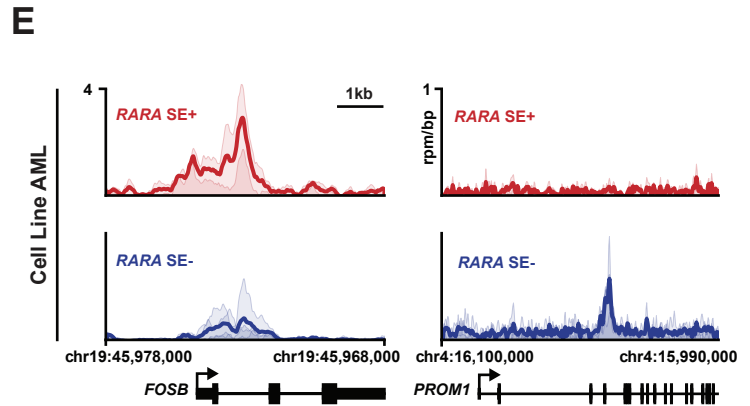 E
Cell Line AML
4
RARA SE+
1kb
1
rpm/bp
RARA SE+
RARA SE-
RARA SE-
chr19:45,978,000
chr19:45,968,000
chr4:16,100,000
chr4:15,990,000
FOSB
PROM1